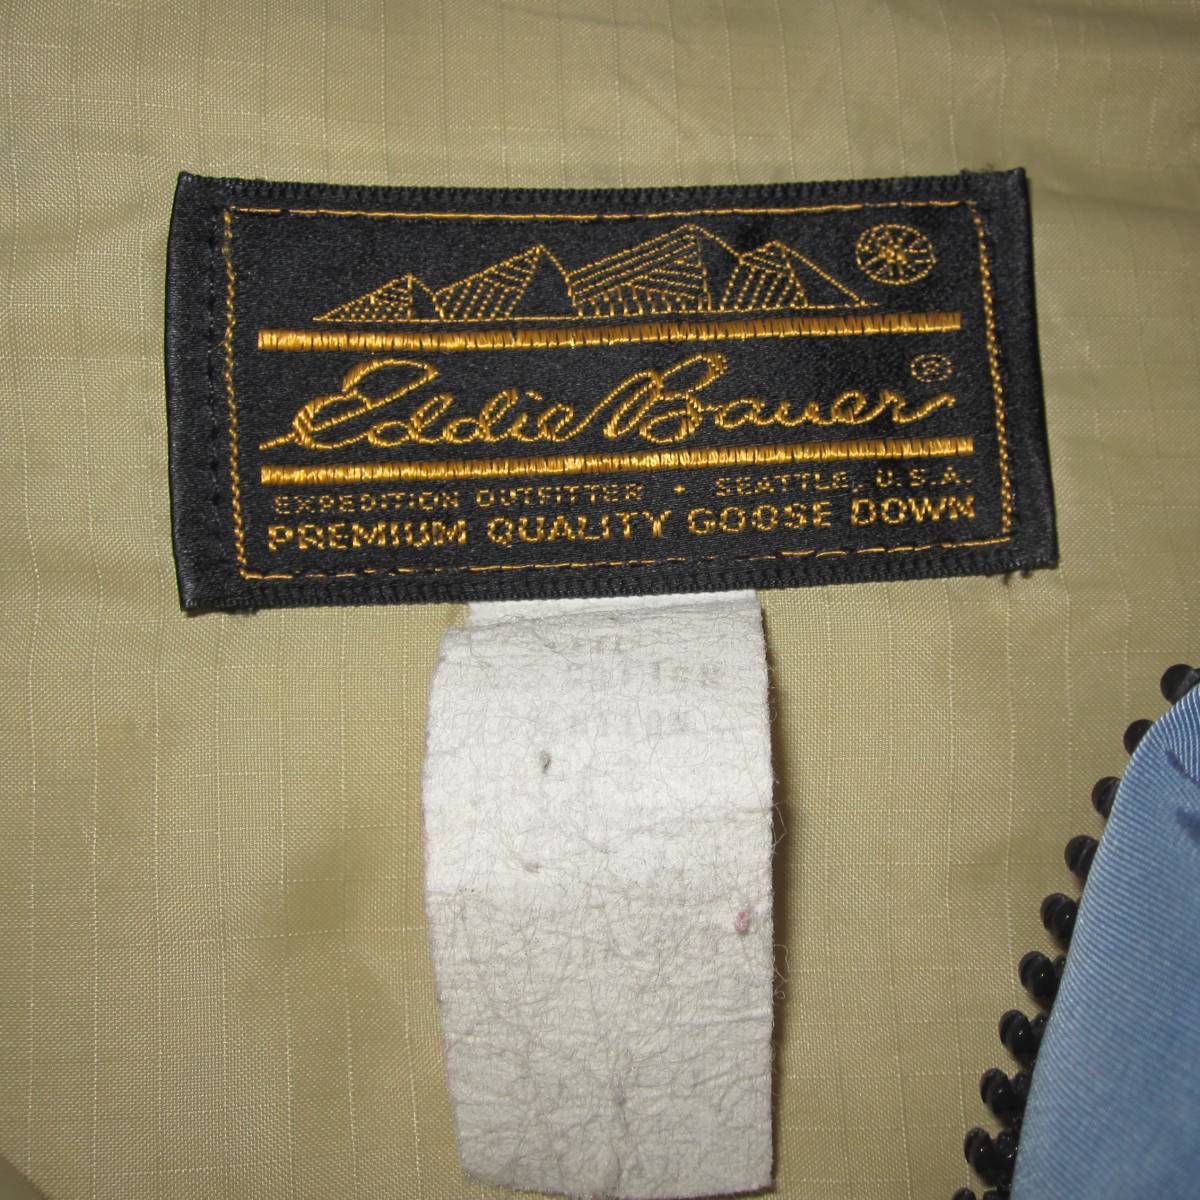 Eddie Bauer ®
EXPEDITION OUTFITTER • SEATTLE, U.S.A.
PREMIUM QUALITY GOOSE DOWN